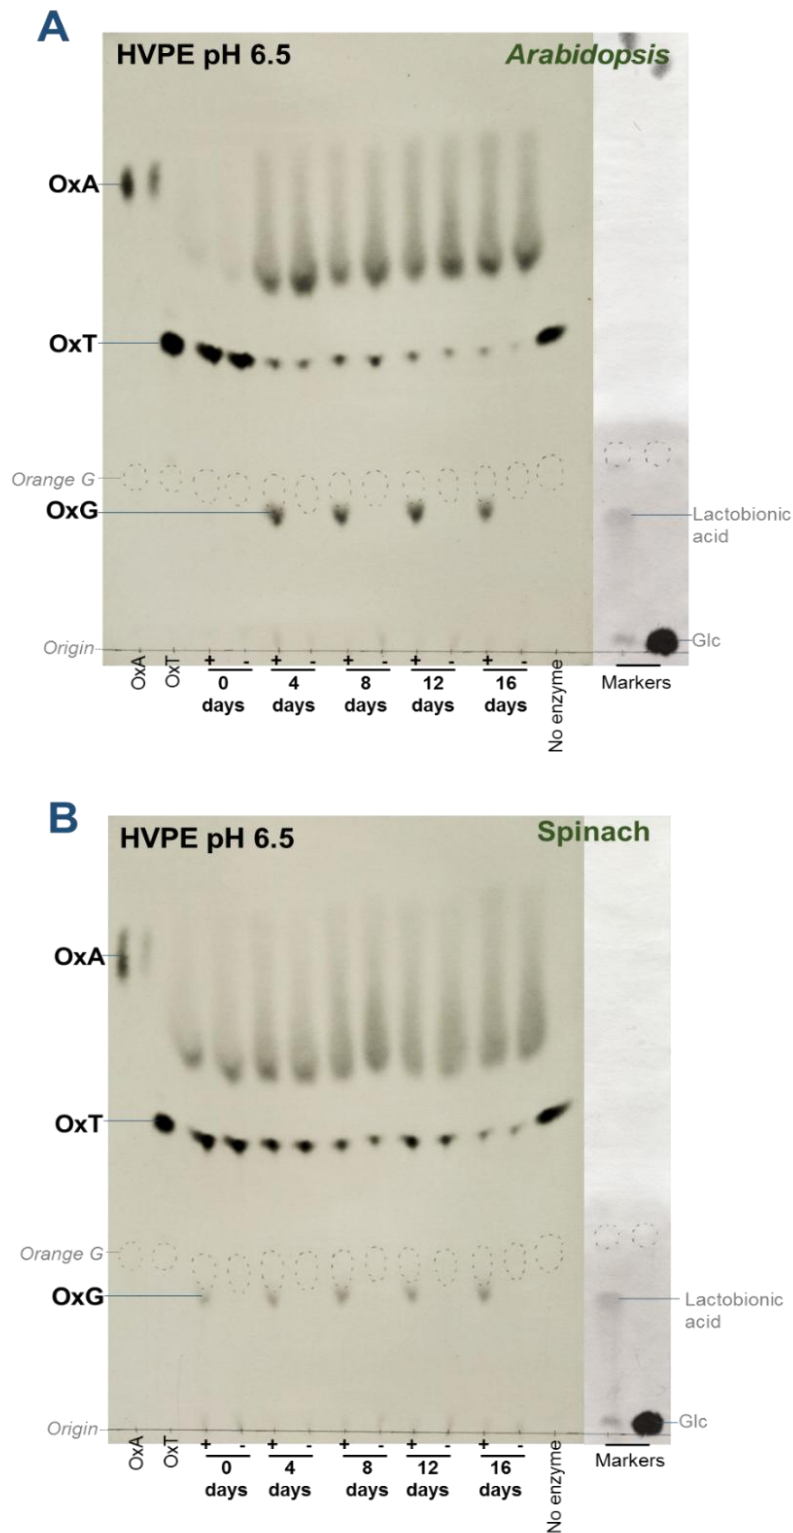 A
HVPE pH 6.5
Arabidopsis
OxA
OxT
Orange G
OxG
Lactobionic
acid
Origin
Glc
+ - + - + - + - + -
OxA
OxT
0
days
4
days
8
days
12
days
16
days
No enzyme
Markers
B
HVPE pH 6.5
Spinach
OxA
OxT
Orange G
OxG
Lactobionic
acid
Origin
Glc
+ - + - + - + - + -
OxA
OxT
0
days
4
days
8
days
12
days
16
days
No enzyme
Markers